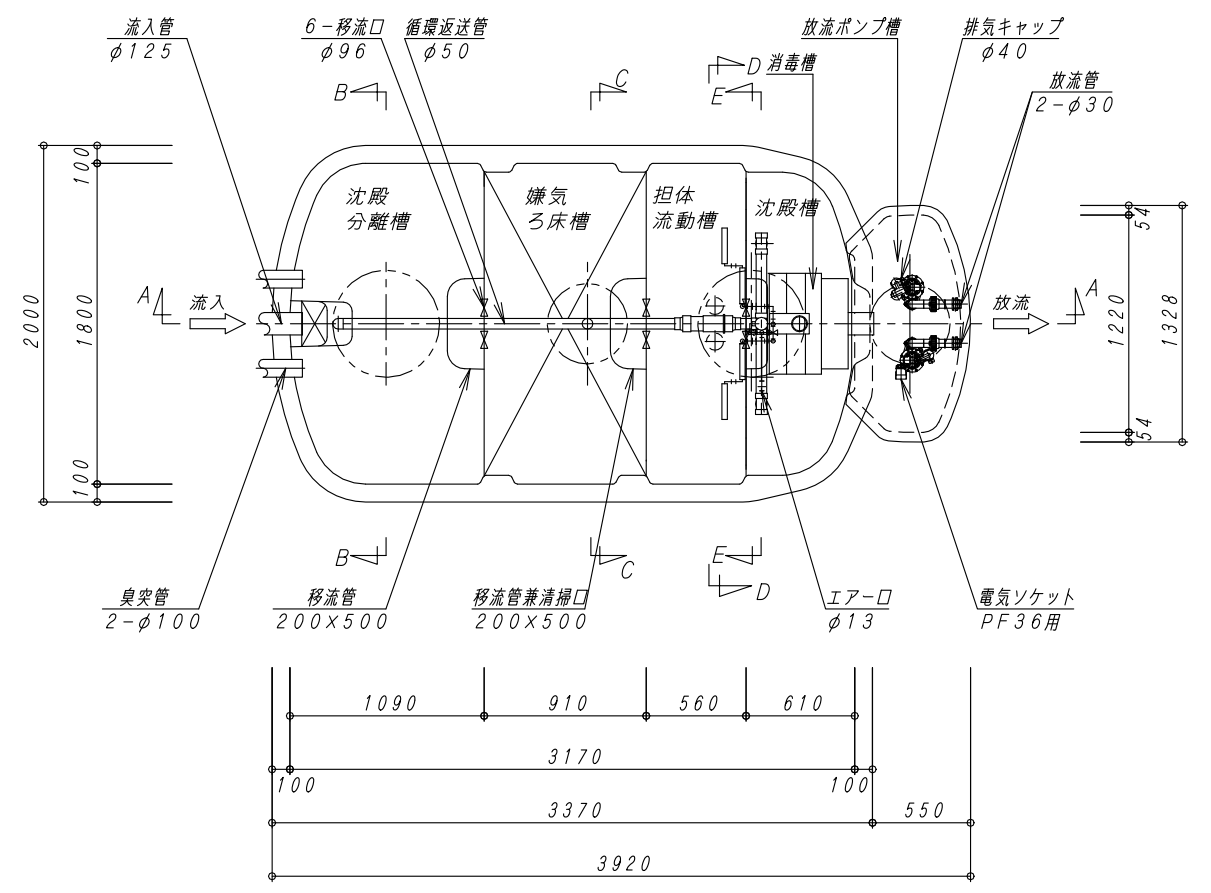 流入管
φ125
6-移流口
φ96
循環返送管
φ50
放流ポンプ槽
排気キャップ
φ40
放流管
2-φ30
消毒槽
B
C
D
E
沈殿
分離槽
嫌気
ろ床槽
担体
流動槽
沈殿槽
A
流入
放流
A
2000
100
1800
100
54
1220
1328
54
B
C
E
D
臭突管
2-φ100
移流管
200×500
移流管兼清掃口
200×500
エアー口
φ13
電気ソケット
PF36用
1090
910
560
610
3170
100
100
3370
550
3920